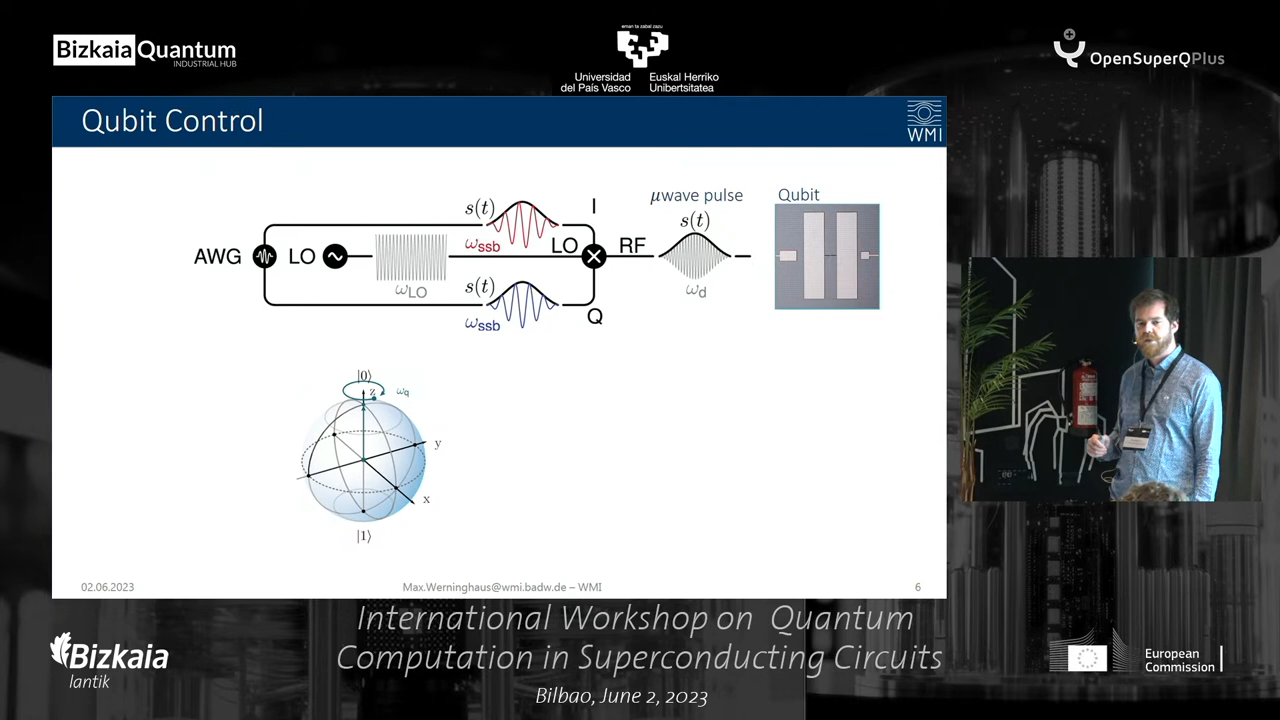 Bizkaia Quantum
INDUSTRIAL HUB
eman ta zabal zazu
Universidad
del País Vasco
Euskal Herriko
Unibertsitatea
OpenSuperQPlus
Qubit Control
WMI
AWG
LO
ω_LO
s(t)
ω_ssb
s(t)
ω_ssb
I
LO
Q
RF
μwave pulse
s(t)
ω_d
Qubit
|0⟩
z
ω_q
y
x
|1⟩
02.06.2023
Max.Werninghaus@wmi.badw.de – WMI
6
International Workshop on Quantum
Computation in Superconducting Circuits
Bilbao, June 2, 2023
Bizkaia
lantik
European
Commission